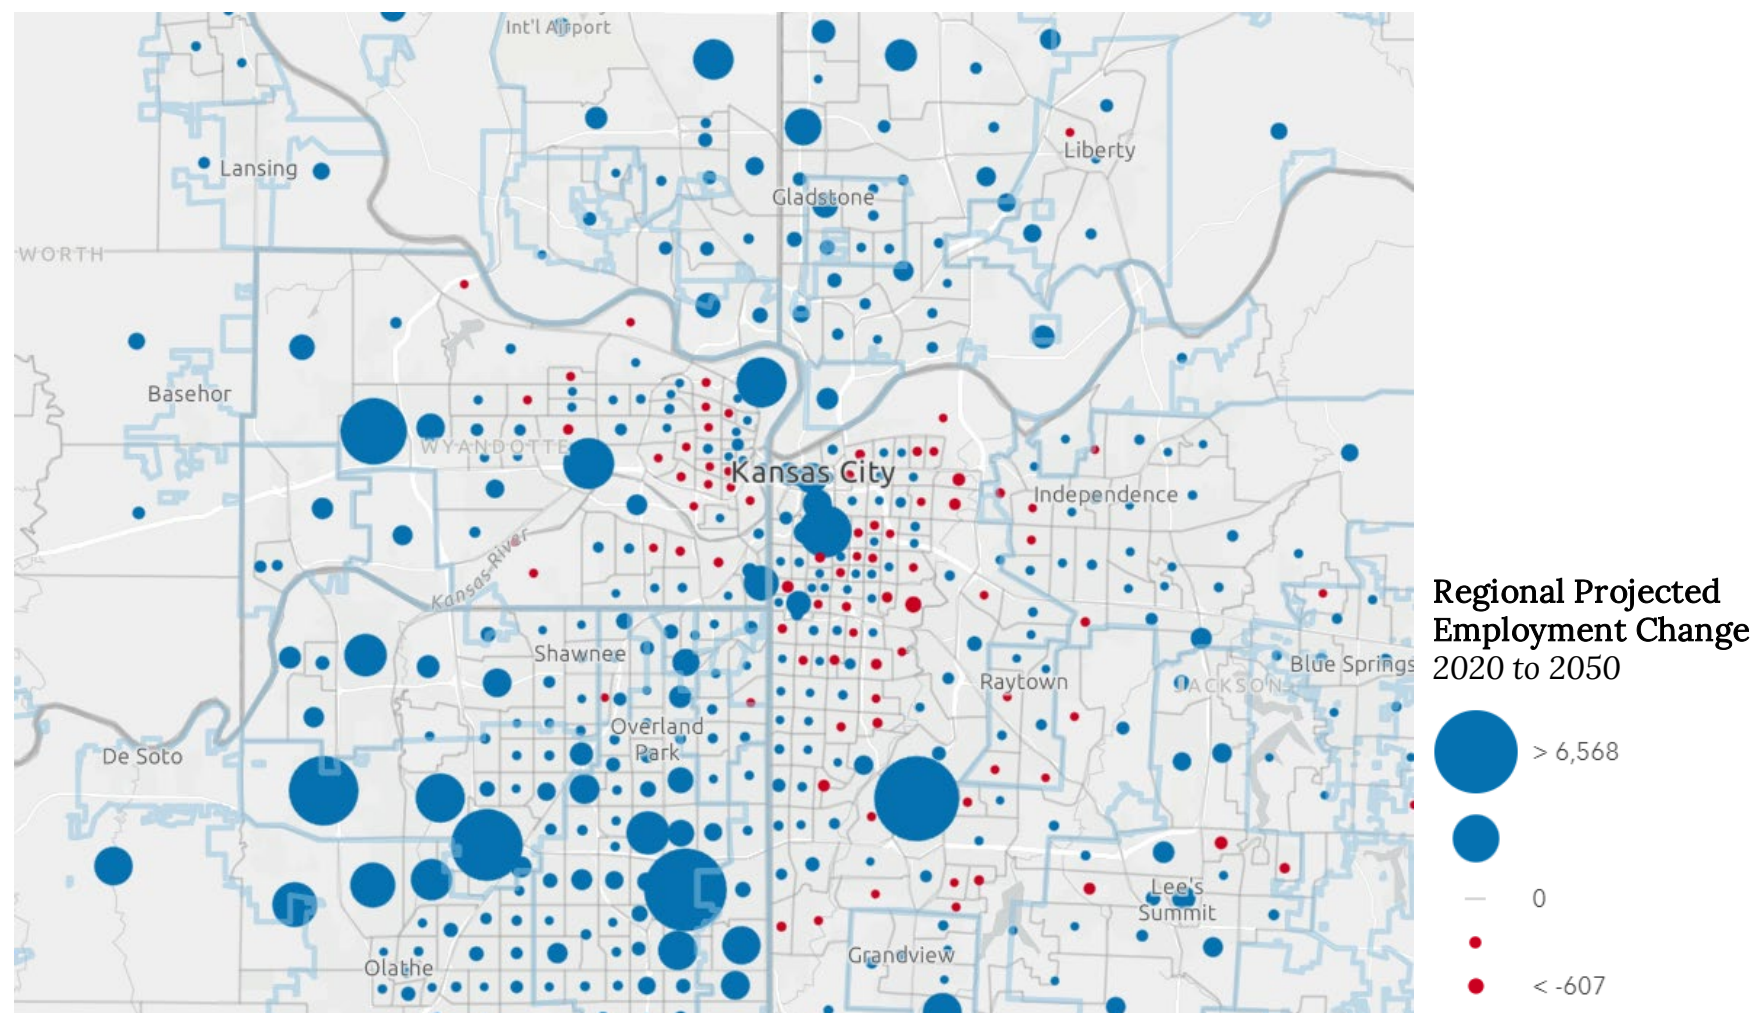 Int'l Airport
Liberty
Lansing
Gladstone
WORTH
Basehor
WYANDOTTE
Kansas City
Independence
Kansas River
Shawnee
Blue Springs
Raytown
JACKSON
Overland
Park
De Soto
Lee's
Summit
Grandview
Olathe
Regional Projected
Employment Change
2020 to 2050
> 6,568
0
< -607